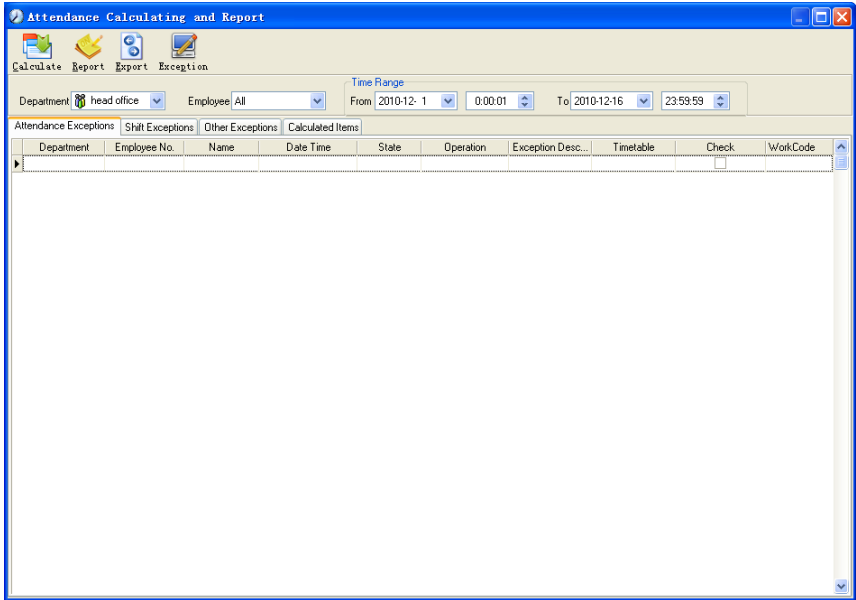 Attendance Calculating and Report
Calculate Report Export Exception
Time Range
Department head office Employee All From 2010-12- 1 0:00:01 To 2010-12-16 23:59:59
Attendance Exceptions Shift Exceptions Other Exceptions Calculated Items
Department Employee No. Name Date Time State Operation Exception Desc... Timetable Check WorkCode